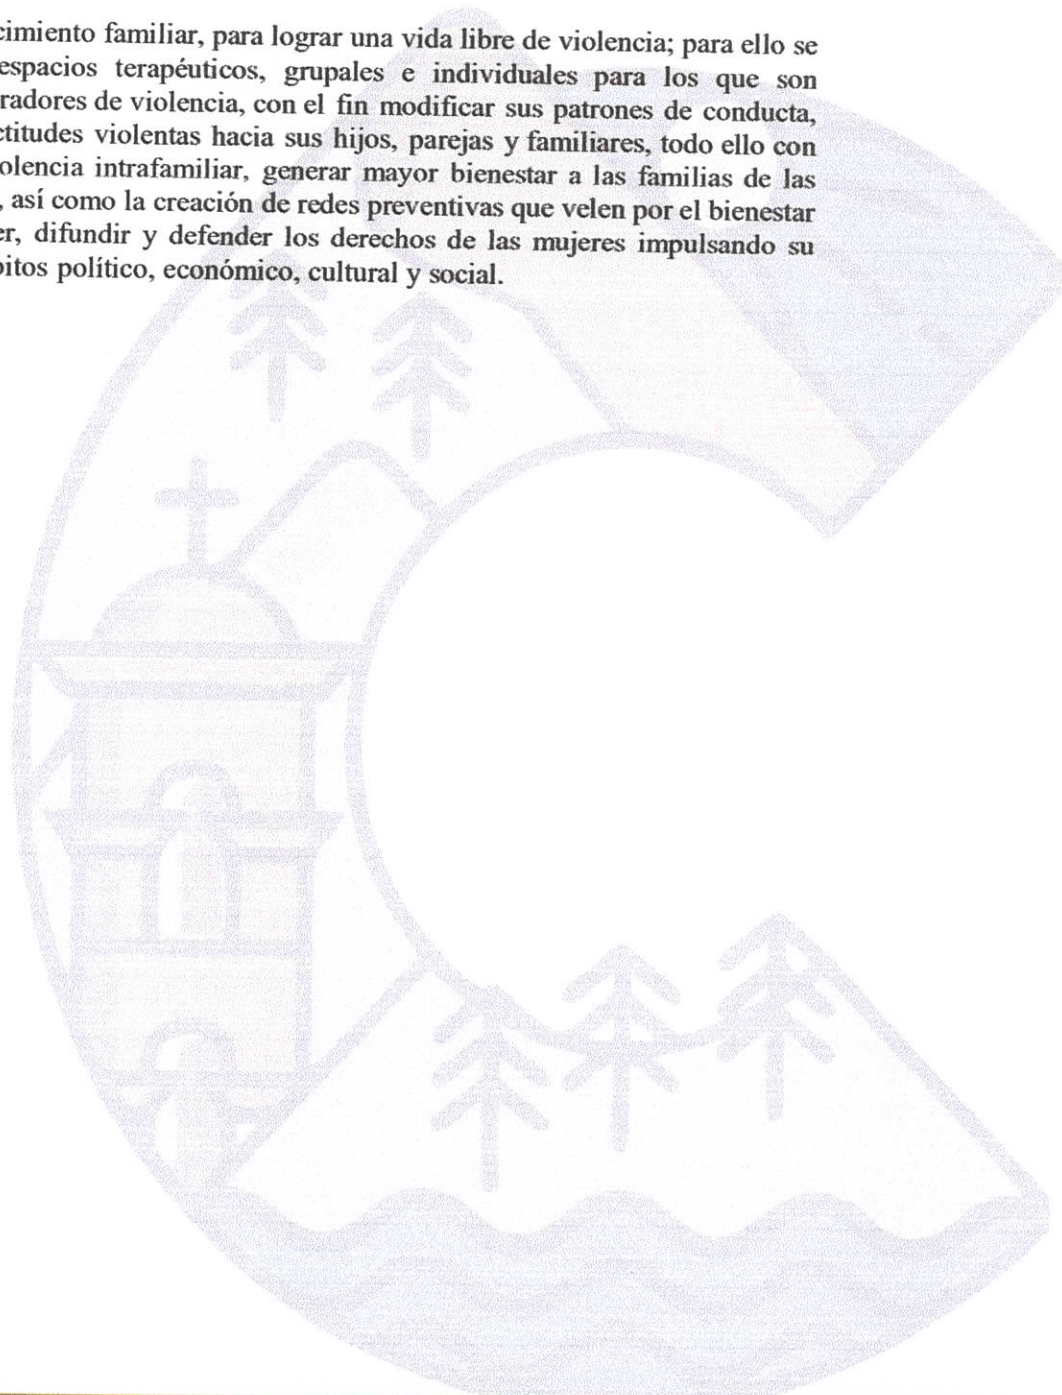 cimiento familiar, para lograr una vida libre de violencia; para ello se
espacios terapéuticos, grupales e individuales para los que son
radores de violencia, con el fin modificar sus patrones de conducta,
ctitudes violentas hacia sus hijos, parejas y familiares, todo ello con
olencia intrafamiliar, generar mayor bienestar a las familias de las
, así como la creación de redes preventivas que velen por el bienestar
er, difundir y defender los derechos de las mujeres impulsando su
bitos político, económico, cultural y social.